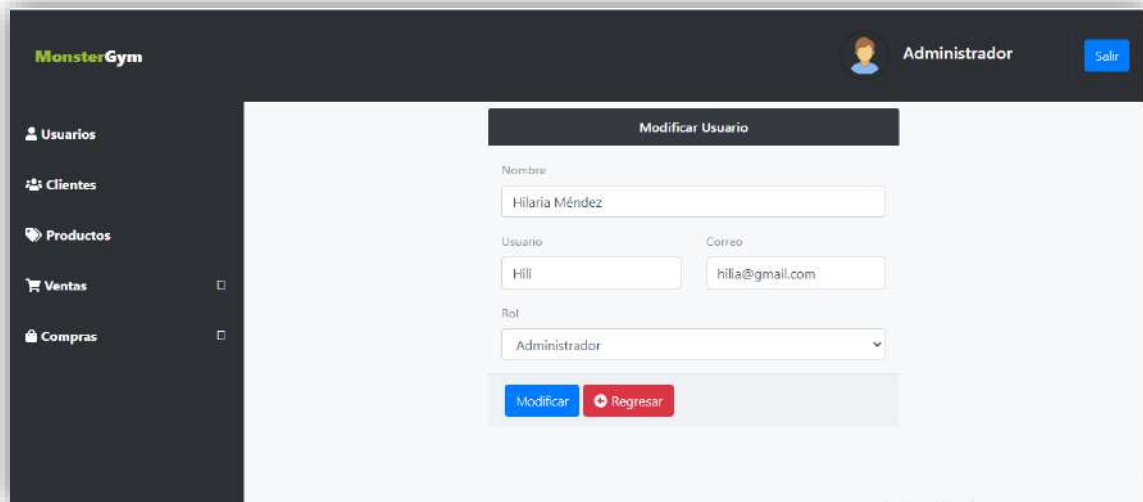 MonsterGym
Administrador
Salir
Usuarios
Clientes
Productos
Ventas
Compras
Modificar Usuario
Nombre
Hilaria Méndez
Usuario
Correo
Hili
hilia@gmail.com
Rol
Administrador
Modificar
Regresar